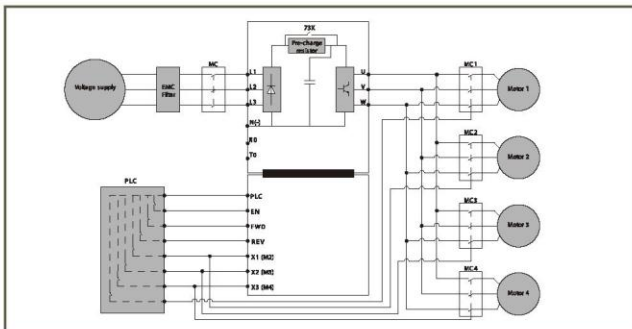 73X
Pre-charge
resistor
Voltage supply
EMC
Filter
MC
L1
L2
L3
N(-)
R0
T0
U
V
W
MC1
Motor 1
MC2
Motor 2
MC3
Motor 3
MC4
Motor 4
PLC
PLC
EN
FWD
REV
X1 (M2)
X2 (M3)
X3 (M4)